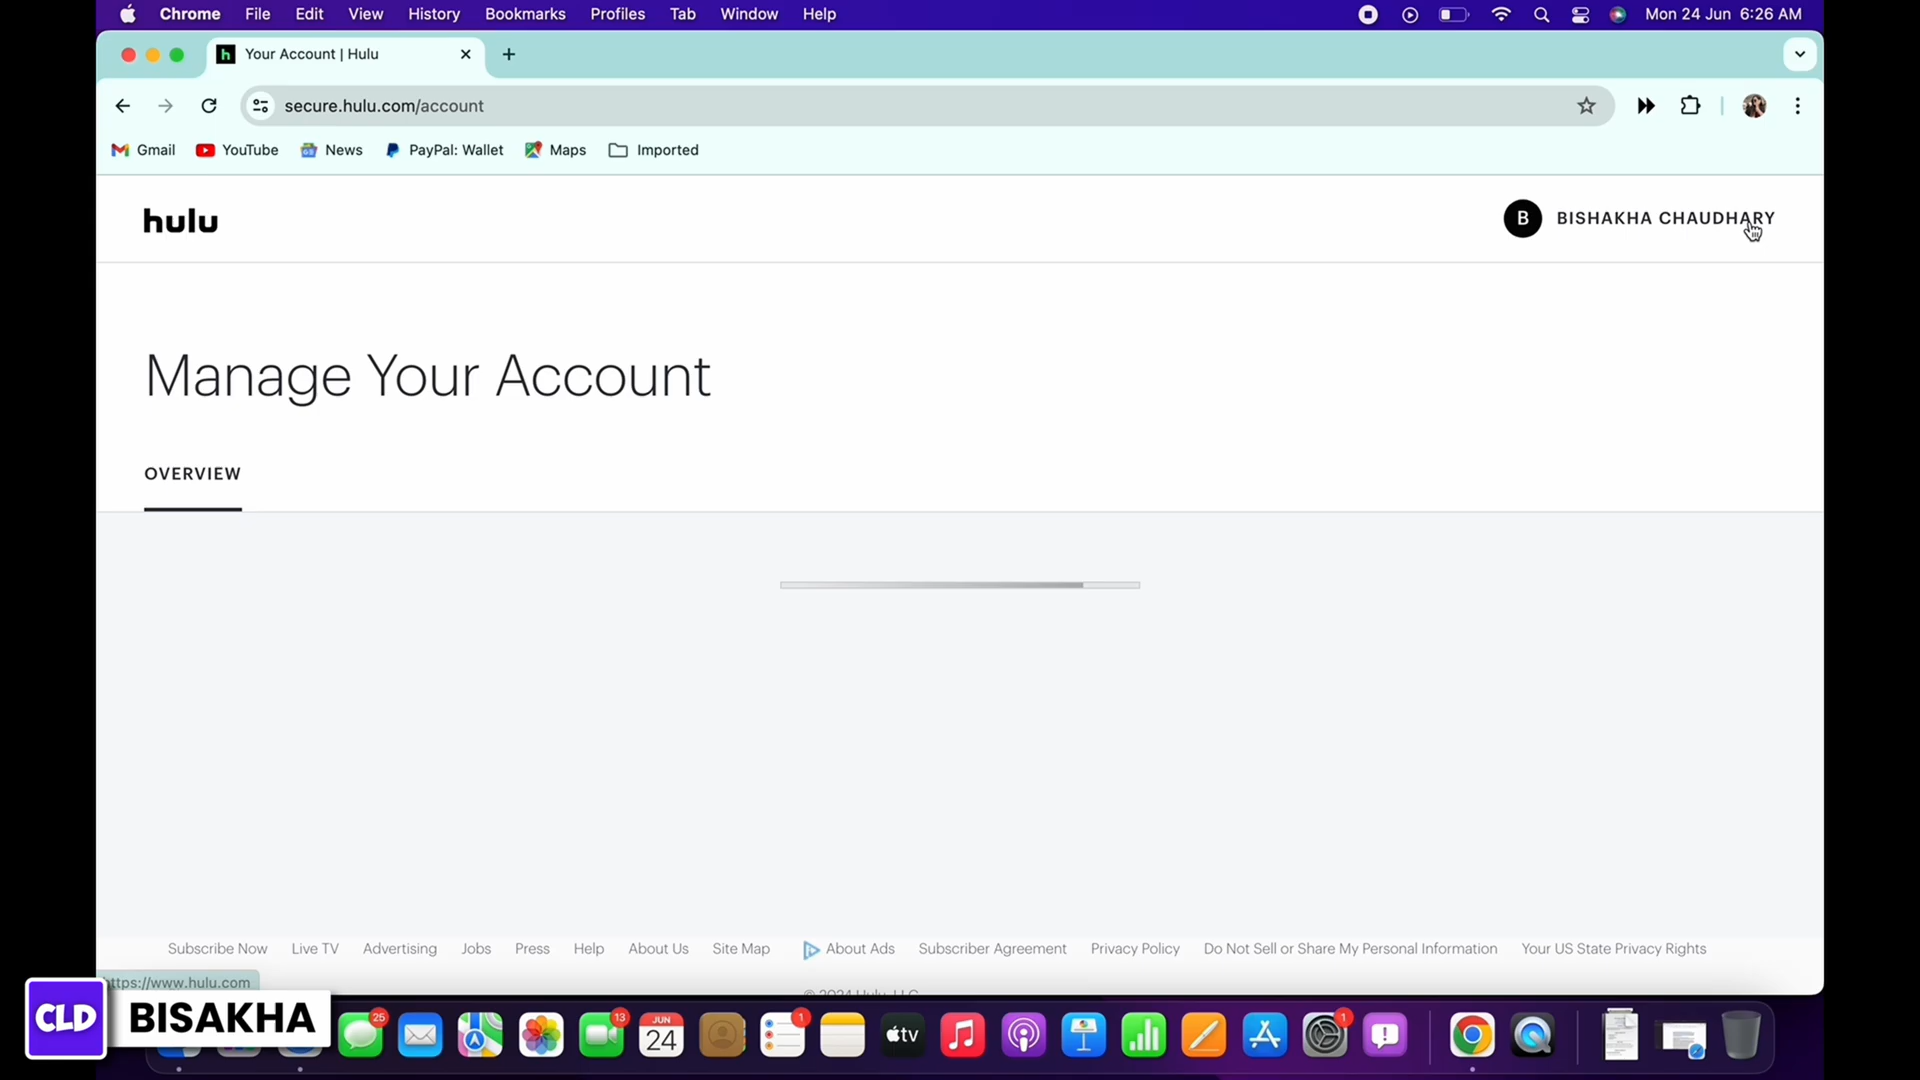 Chrome File Edit View History Bookmarks Profiles Tab Window Help Mon 24 Jun 6:26 AM
h Your Account | Hulu
secure.hulu.com/account
Gmail YouTube News PayPal: Wallet Maps Imported
hulu B BISHAKHA CHAUDHARY
Manage Your Account
OVERVIEW
Subscribe Now Live TV Advertising Jobs Press Help About Us Site Map About Ads Subscriber Agreement Privacy Policy Do Not Sell or Share My Personal Information Your US State Privacy Rights
https://www.hulu.com
© 2024 Hulu, LLC
CLD BISAKHA
25 13 JUN 24 1 tv 1